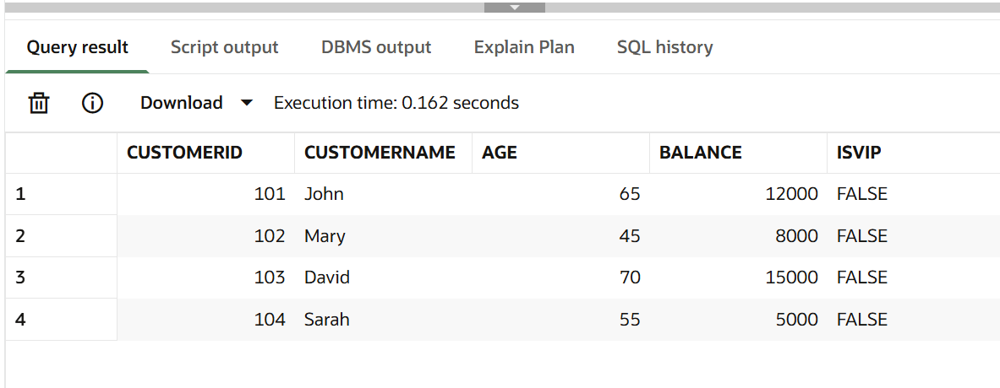 Query result Script output DBMS output Explain Plan SQL history
Download Execution time: 0.162 seconds
CUSTOMERID CUSTOMERNAME AGE BALANCE ISVIP
1 101 John 65 12000 FALSE
2 102 Mary 45 8000 FALSE
3 103 David 70 15000 FALSE
4 104 Sarah 55 5000 FALSE